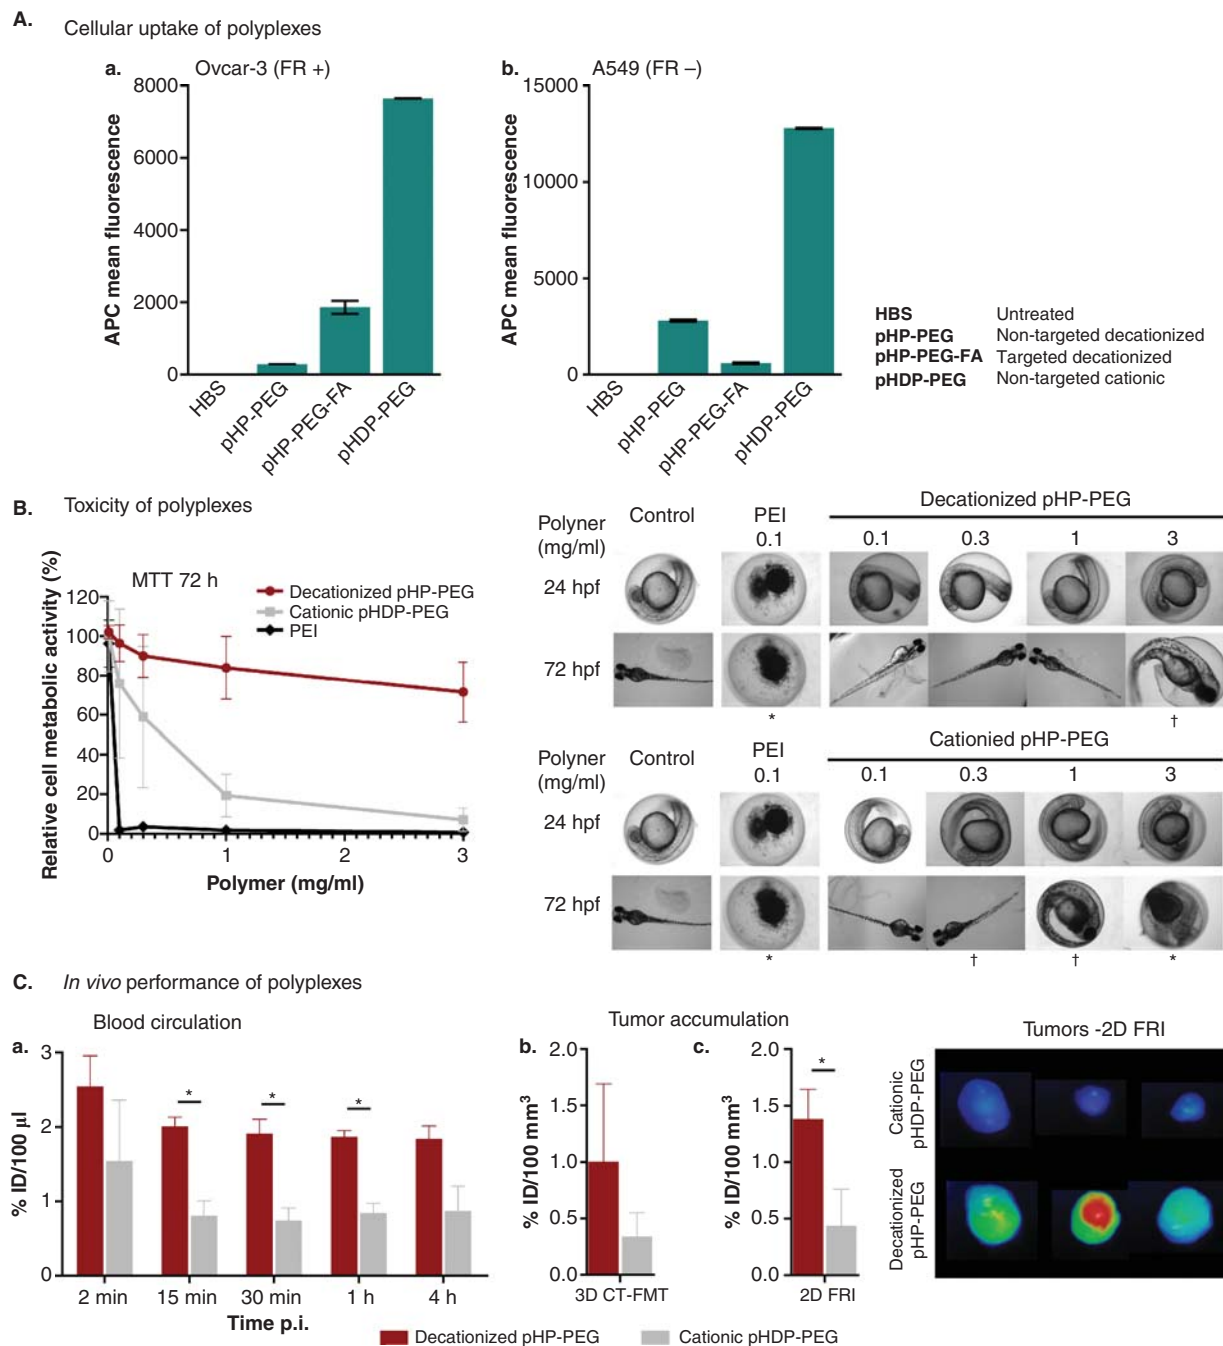 A. Cellular uptake of polyplexes
a. Ovcar-3 (FR +)
APC mean fluorescence
8000
6000
4000
2000
0
HBS
pHP-PEG
pHP-PEG-FA
pHDP-PEG
b. A549 (FR –)
APC mean fluorescence
15000
10000
5000
0
HBS
pHP-PEG
pHP-PEG-FA
pHDP-PEG
HBS Untreated
pHP-PEG Non-targeted decationized
pHP-PEG-FA Targeted decationized
pHDP-PEG Non-targeted cationic
B. Toxicity of polyplexes
MTT 72 h
Relative cell metabolic activity (%)
120
100
80
60
40
20
0
0 1 2 3
Polymer (mg/ml)
Decationized pHP-PEG
Cationic pHDP-PEG
PEI
Decationized pHP-PEG
Polyner (mg/ml)
Control
PEI 0.1
0.1 0.3 1 3
24 hpf
72 hpf
* †
Cationied pHP-PEG
Polymer (mg/ml)
Control
PEI 0.1
0.1 0.3 1 3
24 hpf
72 hpf
* † † *
C. In vivo performance of polyplexes
Blood circulation
a.
% ID/100 µl
3
2
1
0
* * *
2 min 15 min 30 min 1 h 4 h
Time p.i.
Tumor accumulation
b.
% ID/100 mm³
2.0
1.5
1.0
0.5
0.0
3D CT-FMT
c.
% ID/100 mm³
2.0
1.5
1.0
0.5
0.0
*
2D FRI
Tumors -2D FRI
Cationic pHDP-PEG
Decationized pHP-PEG
Decationized pHP-PEG
Cationic pHDP-PEG